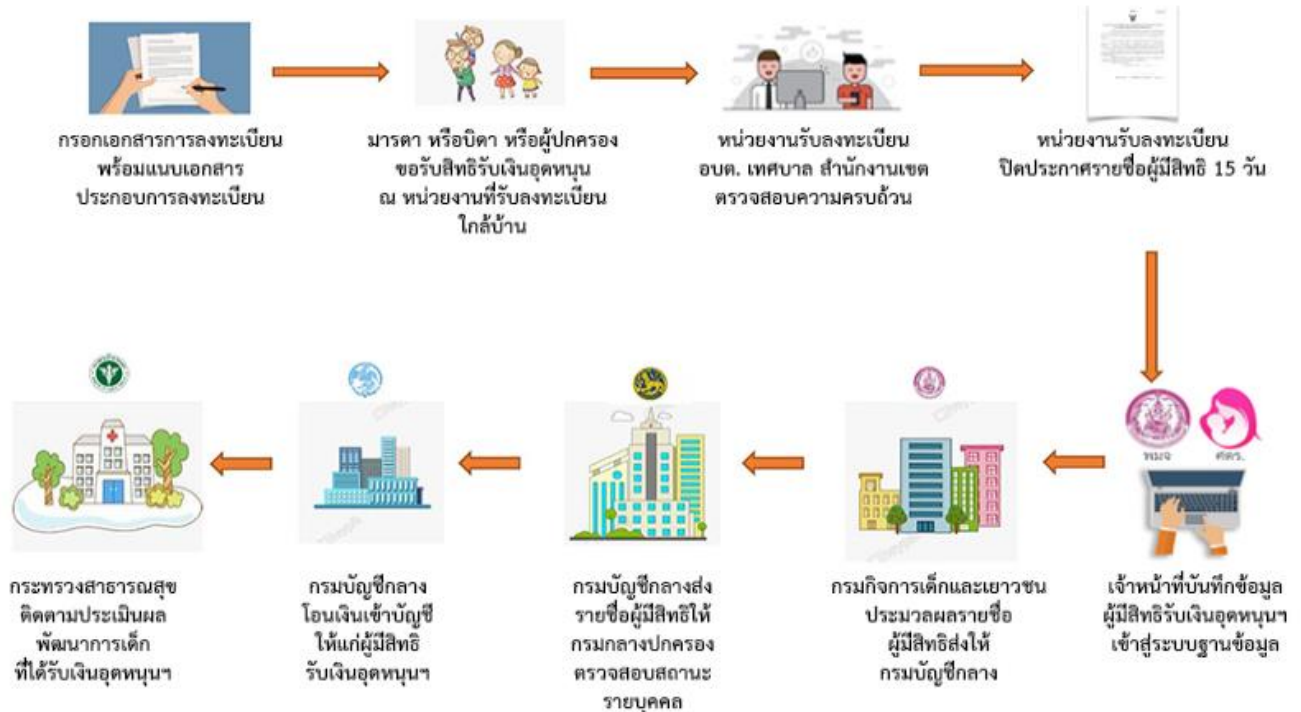 กรอกเอกสารการลงทะเบียน
พร้อมแนบเอกสาร
ประกอบการลงทะเบียน
มารดา หรือบิดา หรือผู้ปกครอง
ขอรับสิทธิรับเงินอุดหนุน
ณ หน่วยงานที่รับลงทะเบียน
ใกล้บ้าน
หน่วยงานรับลงทะเบียน
อบต. เทศบาล สำนักงานเขต
ตรวจสอบความครบถ้วน
หน่วยงานรับลงทะเบียน
ปิดประกาศรายชื่อผู้มีสิทธิ 15 วัน
พมจ
ศดร.
เจ้าหน้าที่บันทึกข้อมูล
ผู้มีสิทธิรับเงินอุดหนุนฯ
เข้าสู่ระบบฐานข้อมูล
กรมกิจการเด็กและเยาวชน
ประมวลผลรายชื่อ
ผู้มีสิทธิส่งให้
กรมบัญชีกลาง
กรมบัญชีกลางส่ง
รายชื่อผู้มีสิทธิให้
กรมกลางปกครอง
ตรวจสอบสถานะ
รายบุคคล
กรมบัญชีกลาง
โอนเงินเข้าบัญชี
ให้แก่ผู้มีสิทธิ
รับเงินอุดหนุนฯ
กระทรวงสาธารณสุข
ติดตามประเมินผล
พัฒนาการเด็ก
ที่ได้รับเงินอุดหนุนฯ